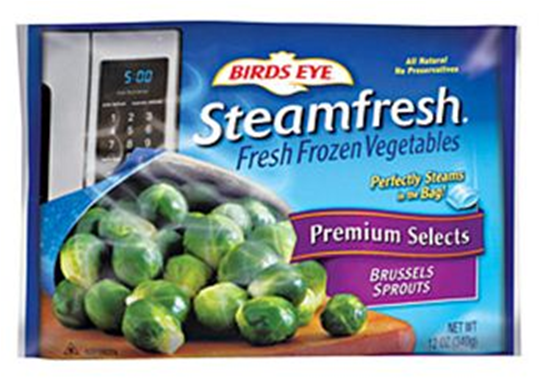 5:00
1 2 3
4 5 6
7 8 9
BIRDS EYE
All Natural
No Preservatives
Steamfresh.
Fresh Frozen Vegetables
Perfectly Steams
in the Bag!
Premium Selects
BRUSSELS
SPROUTS
NET WT
12 OZ (340g)